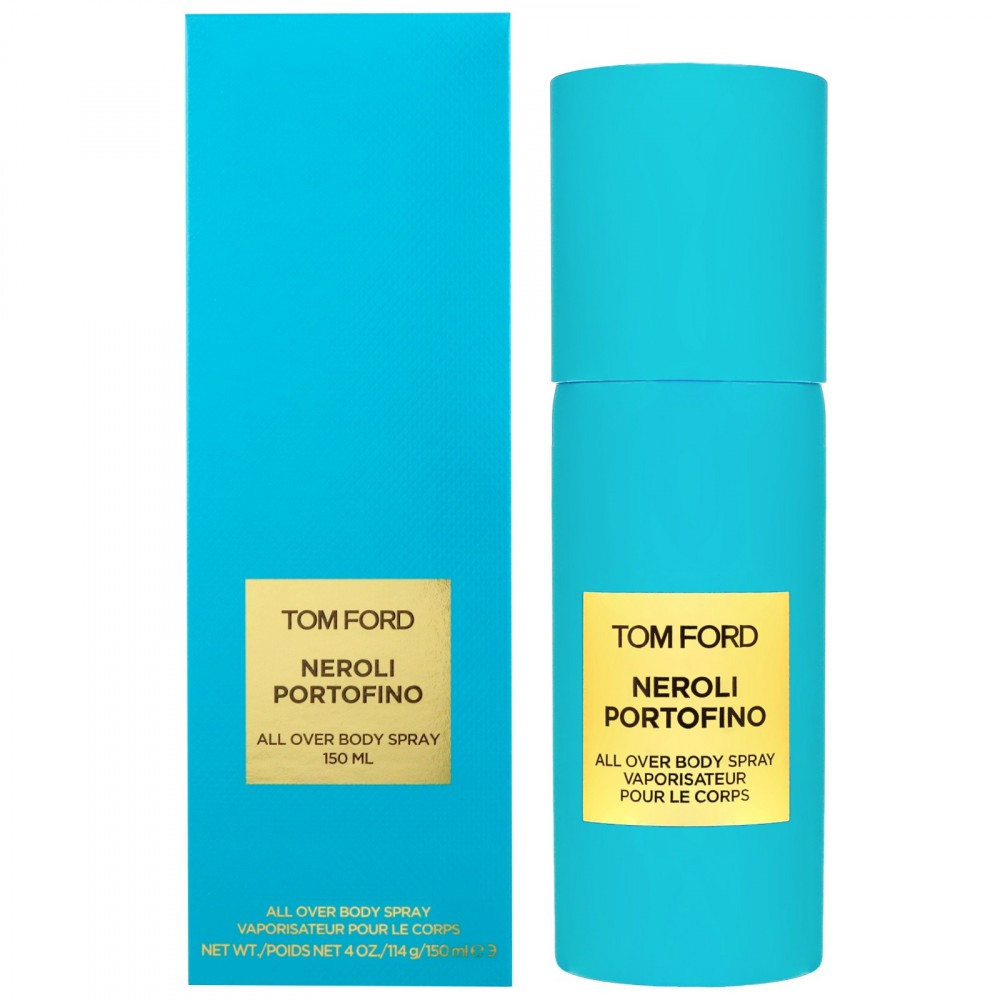 TOM FORD
NEROLI
PORTOFINO
ALL OVER BODY SPRAY
150 ML
ALL OVER BODY SPRAY
VAPORISATEUR POUR LE CORPS
NET WT./POIDS NET 4 OZ./114 g/150 ml e 3
TOM FORD
NEROLI
PORTOFINO
ALL OVER BODY SPRAY
VAPORISATEUR
POUR LE CORPS